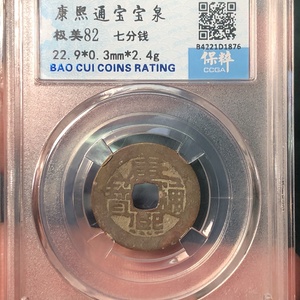 康熙通宝宝泉
极美82 七分钱
22.9*0.3mm*2.4g
BAO CUI COINS RATING
B4221D1876
保粹
CCGA
康熙通寶